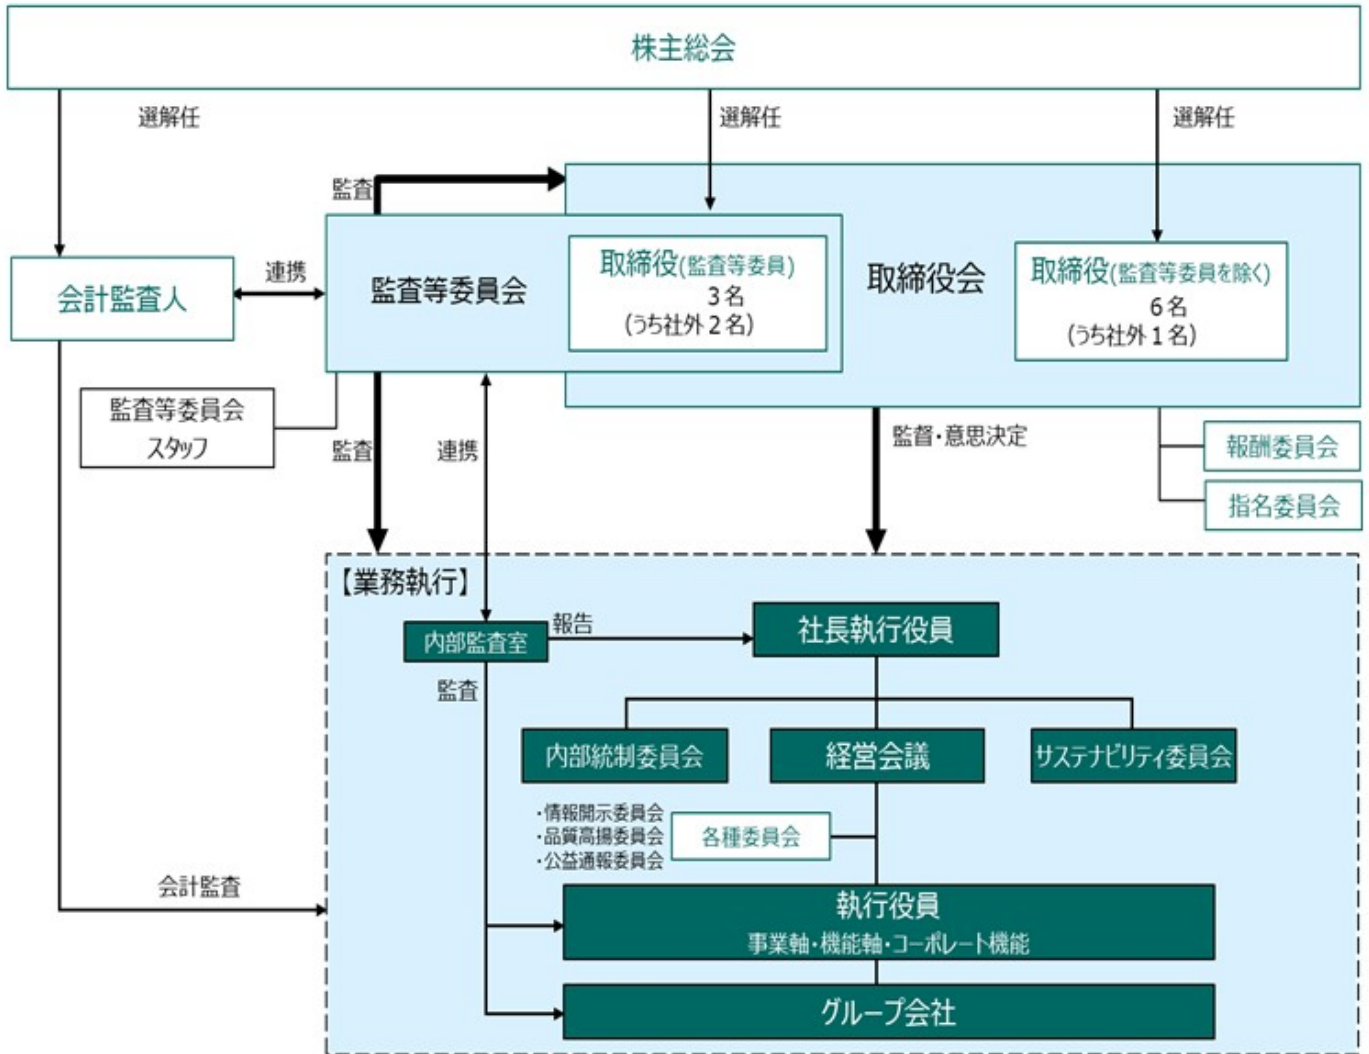 株主総会
選解任
選解任
選解任
監査
会計監査人
連携
監査等委員会
取締役(監査等委員)
3名
(うち社外2名)
取締役会
取締役(監査等委員を除く)
6名
(うち社外1名)
監査等委員会
スタッフ
監査
連携
監督・意思決定
報酬委員会
指名委員会
【業務執行】
内部監査室
報告
社長執行役員
監査
内部統制委員会
経営会議
サステナビリティ委員会
・情報開示委員会
・品質高揚委員会
・公益通報委員会
各種委員会
会計監査
執行役員
事業軸・機能軸・コーポレート機能
グループ会社